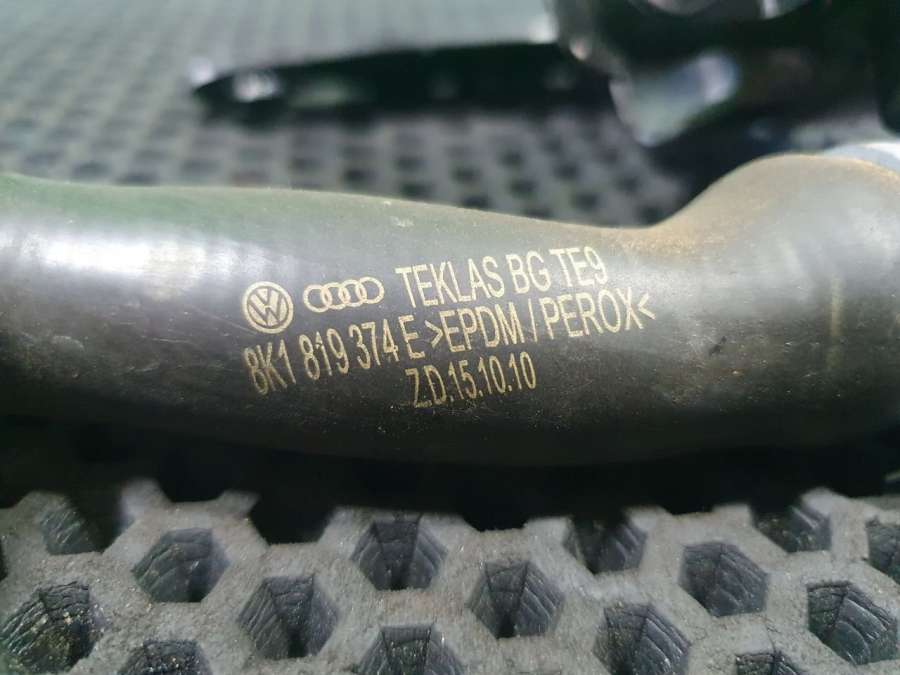 TEKLAS BG TE9
8K1 819 374 E >EPDM / PEROX<
Z.D.15.10.10